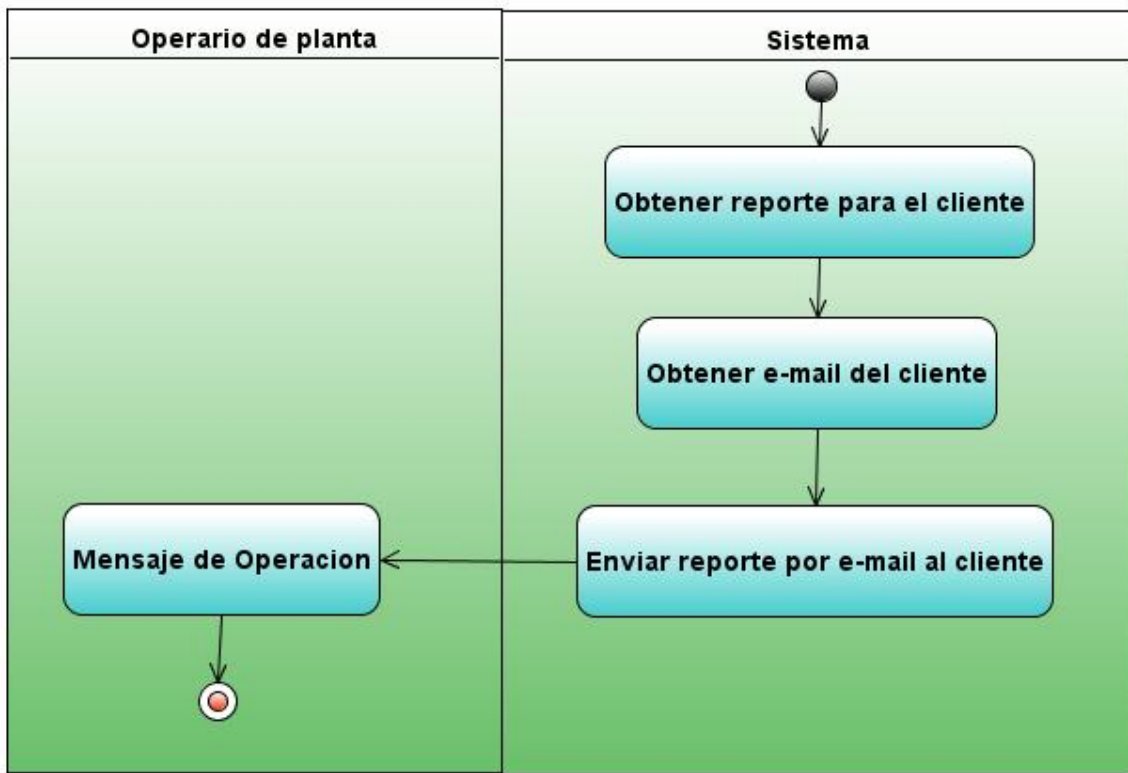 Operario de planta
Sistema
Obtener reporte para el cliente
Obtener e-mail del cliente
Enviar reporte por e-mail al cliente
Mensaje de Operacion